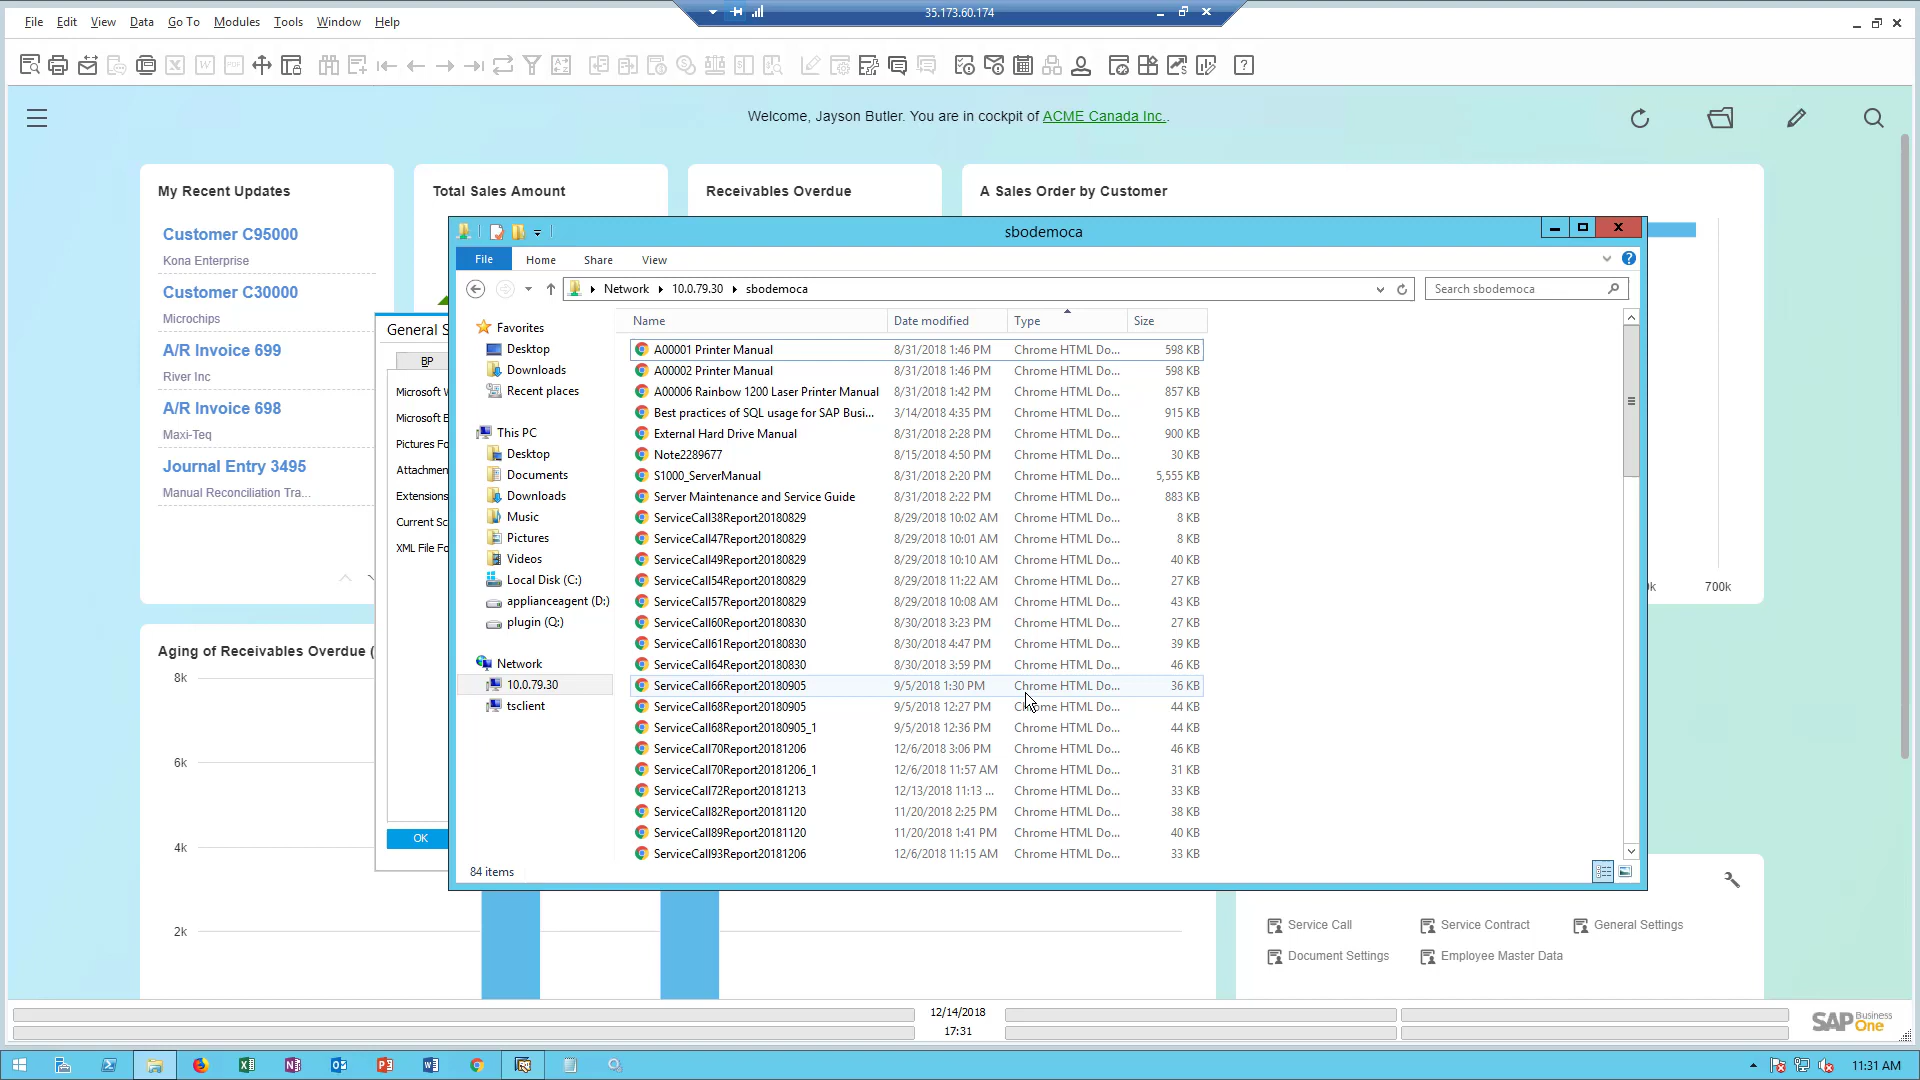 35.173.60.174
File Edit View Data Go To Modules Tools Window Help
Welcome, Jayson Butler. You are in cockpit of ACME Canada Inc..
My Recent Updates
Customer C95000
Kona Enterprise
Customer C30000
Microchips
A/R Invoice 699
River Inc
A/R Invoice 698
Maxi-Teq
Journal Entry 3495
Manual Reconciliation Tra...
Total Sales Amount
Receivables Overdue
A Sales Order by Customer
700k
Aging of Receivables Overdue (
8k
6k
4k
2k
General S
BP
Microsoft W
Microsoft E
Pictures Fo
Attachmen
Extensions
Current Sc
XML File Fo
OK
sbodemoca
File Home Share View
Network 10.0.79.30 sbodemoca
Search sbodemoca
Favorites
Desktop
Downloads
Recent places
This PC
Desktop
Documents
Downloads
Music
Pictures
Videos
Local Disk (C:)
applianceagent (D:)
plugin (Q:)
Network
10.0.79.30
tsclient
Name Date modified Type Size
A00001 Printer Manual 8/31/2018 1:46 PM Chrome HTML Do... 598 KB
A00002 Printer Manual 8/31/2018 1:46 PM Chrome HTML Do... 598 KB
A00006 Rainbow 1200 Laser Printer Manual 8/31/2018 1:42 PM Chrome HTML Do... 857 KB
Best practices of SQL usage for SAP Busi... 3/14/2018 4:35 PM Chrome HTML Do... 915 KB
External Hard Drive Manual 8/31/2018 2:28 PM Chrome HTML Do... 900 KB
Note2289677 8/15/2018 4:50 PM Chrome HTML Do... 30 KB
S1000_ServerManual 8/31/2018 2:20 PM Chrome HTML Do... 5,555 KB
Server Maintenance and Service Guide 8/31/2018 2:22 PM Chrome HTML Do... 883 KB
ServiceCall38Report20180829 8/29/2018 10:02 AM Chrome HTML Do... 8 KB
ServiceCall47Report20180829 8/29/2018 10:01 AM Chrome HTML Do... 8 KB
ServiceCall49Report20180829 8/29/2018 10:10 AM Chrome HTML Do... 40 KB
ServiceCall54Report20180829 8/29/2018 11:22 AM Chrome HTML Do... 27 KB
ServiceCall57Report20180829 8/29/2018 10:08 AM Chrome HTML Do... 43 KB
ServiceCall60Report20180830 8/30/2018 3:23 PM Chrome HTML Do... 27 KB
ServiceCall61Report20180830 8/30/2018 4:47 PM Chrome HTML Do... 39 KB
ServiceCall64Report20180830 8/30/2018 3:59 PM Chrome HTML Do... 46 KB
ServiceCall66Report20180905 9/5/2018 1:30 PM Chrome HTML Do... 36 KB
ServiceCall68Report20180905 9/5/2018 12:27 PM Chrome HTML Do... 44 KB
ServiceCall68Report20180905_1 9/5/2018 12:36 PM Chrome HTML Do... 44 KB
ServiceCall70Report20181206 12/6/2018 3:06 PM Chrome HTML Do... 46 KB
ServiceCall70Report20181206_1 12/6/2018 11:57 AM Chrome HTML Do... 31 KB
ServiceCall72Report20181213 12/13/2018 11:13 ... Chrome HTML Do... 33 KB
ServiceCall82Report20181120 11/20/2018 2:25 PM Chrome HTML Do... 38 KB
ServiceCall89Report20181120 11/20/2018 1:41 PM Chrome HTML Do... 40 KB
ServiceCall93Report20181206 12/6/2018 11:15 AM Chrome HTML Do... 33 KB
84 items
Service Call Service Contract General Settings
Document Settings Employee Master Data
12/14/2018
17:31
SAP Business One
11:31 AM